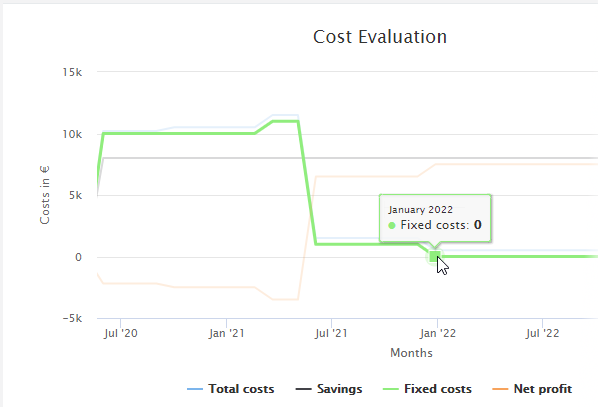 Cost Evaluation
15k
10k
5k
0
−5k
Costs in €
January 2022
Fixed costs: 0
Jul '20
Jan '21
Jul '21
Jan '22
Jul '22
Months
Total costs
Savings
Fixed costs
Net profit